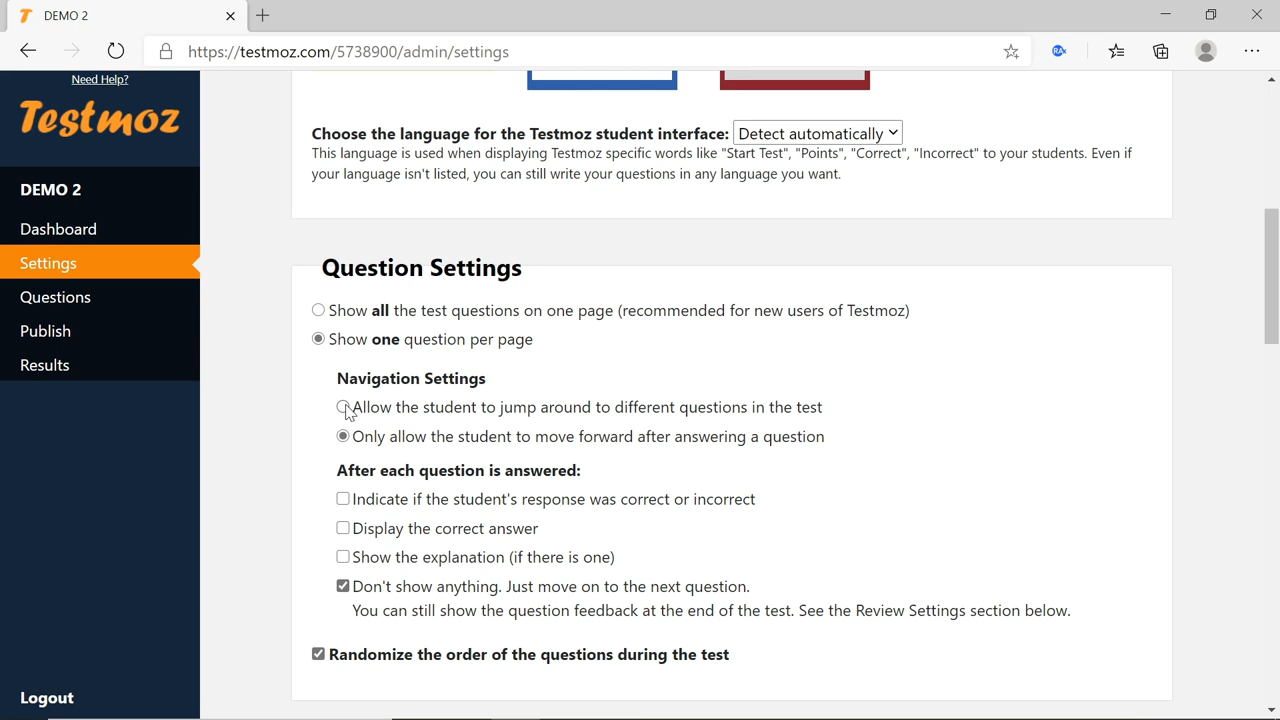 DEMO 2
https://testmoz.com/5738900/admin/settings
Need Help?
Testmoz
DEMO 2
Dashboard
Settings
Questions
Publish
Results
Logout
Choose the language for the Testmoz student interface: Detect automatically
This language is used when displaying Testmoz specific words like "Start Test", "Points", "Correct", "Incorrect" to your students. Even if
your language isn't listed, you can still write your questions in any language you want.
Question Settings
Show all the test questions on one page (recommended for new users of Testmoz)
Show one question per page
Navigation Settings
Allow the student to jump around to different questions in the test
Only allow the student to move forward after answering a question
After each question is answered:
Indicate if the student's response was correct or incorrect
Display the correct answer
Show the explanation (if there is one)
Don't show anything. Just move on to the next question.
You can still show the question feedback at the end of the test. See the Review Settings section below.
Randomize the order of the questions during the test